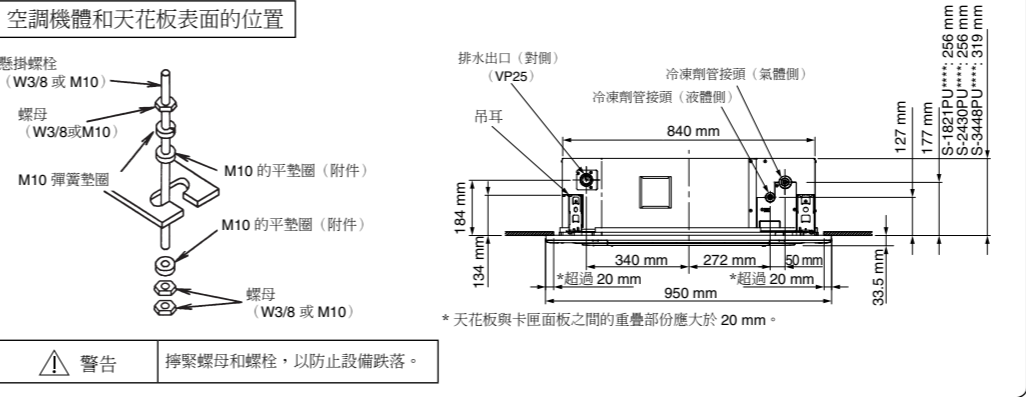 空調機體和天花板表面的位置
懸掛螺栓
（W3/8 或 M10）
螺母
（W3/8或M10）
M10 彈簧墊圈
M10 的平墊圈（附件）
M10 的平墊圈（附件）
螺母
（W3/8 或 M10）
排水出口（對側）
（VP25）
冷凍劑管接頭（氣體側）
冷凍劑管接頭（液體側）
吊耳
840 mm
127 mm
177 mm
S-1821PU****: 256 mm
S-2430PU****: 256 mm
S-3448PU****: 319 mm
184 mm
134 mm
340 mm
272 mm
50 mm
*超過 20 mm
*超過 20 mm
950 mm
33.5 mm
* 天花板與卡匣面板之間的重疊部份應大於 20 mm。
警告
擰緊螺母和螺栓，以防止設備跌落。